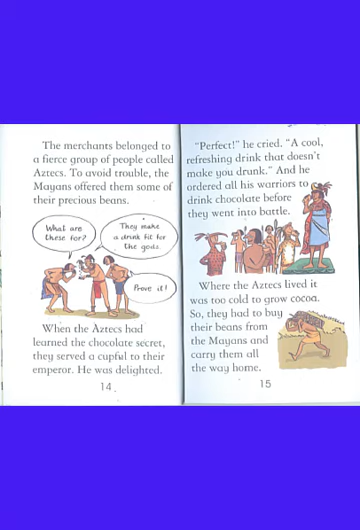 The merchants belonged to
a fierce group of people called
Aztecs. To avoid trouble, the
Mayans offered them some of
their precious beans.
What are
these for?
They make
a drink fit for
the gods.
Prove it!
When the Aztecs had
learned the chocolate secret,
they served a cupful to their
emperor. He was delighted.
14
"Perfect!" he cried. "A cool,
refreshing drink that doesn't
make you drunk." And he
ordered all his warriors to
drink chocolate before
they went into battle.
Where the Aztecs lived it
was too cold to grow cocoa.
So, they had to buy
their beans from
the Mayans and
carry them all
the way home.
15